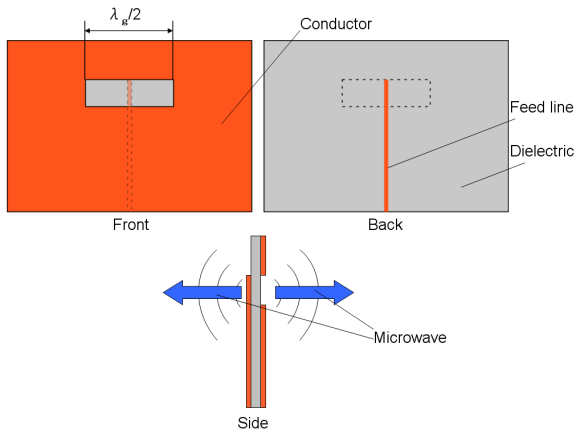 λg/2
Conductor
Feed line
Dielectric
Front
Back
Microwave
Side